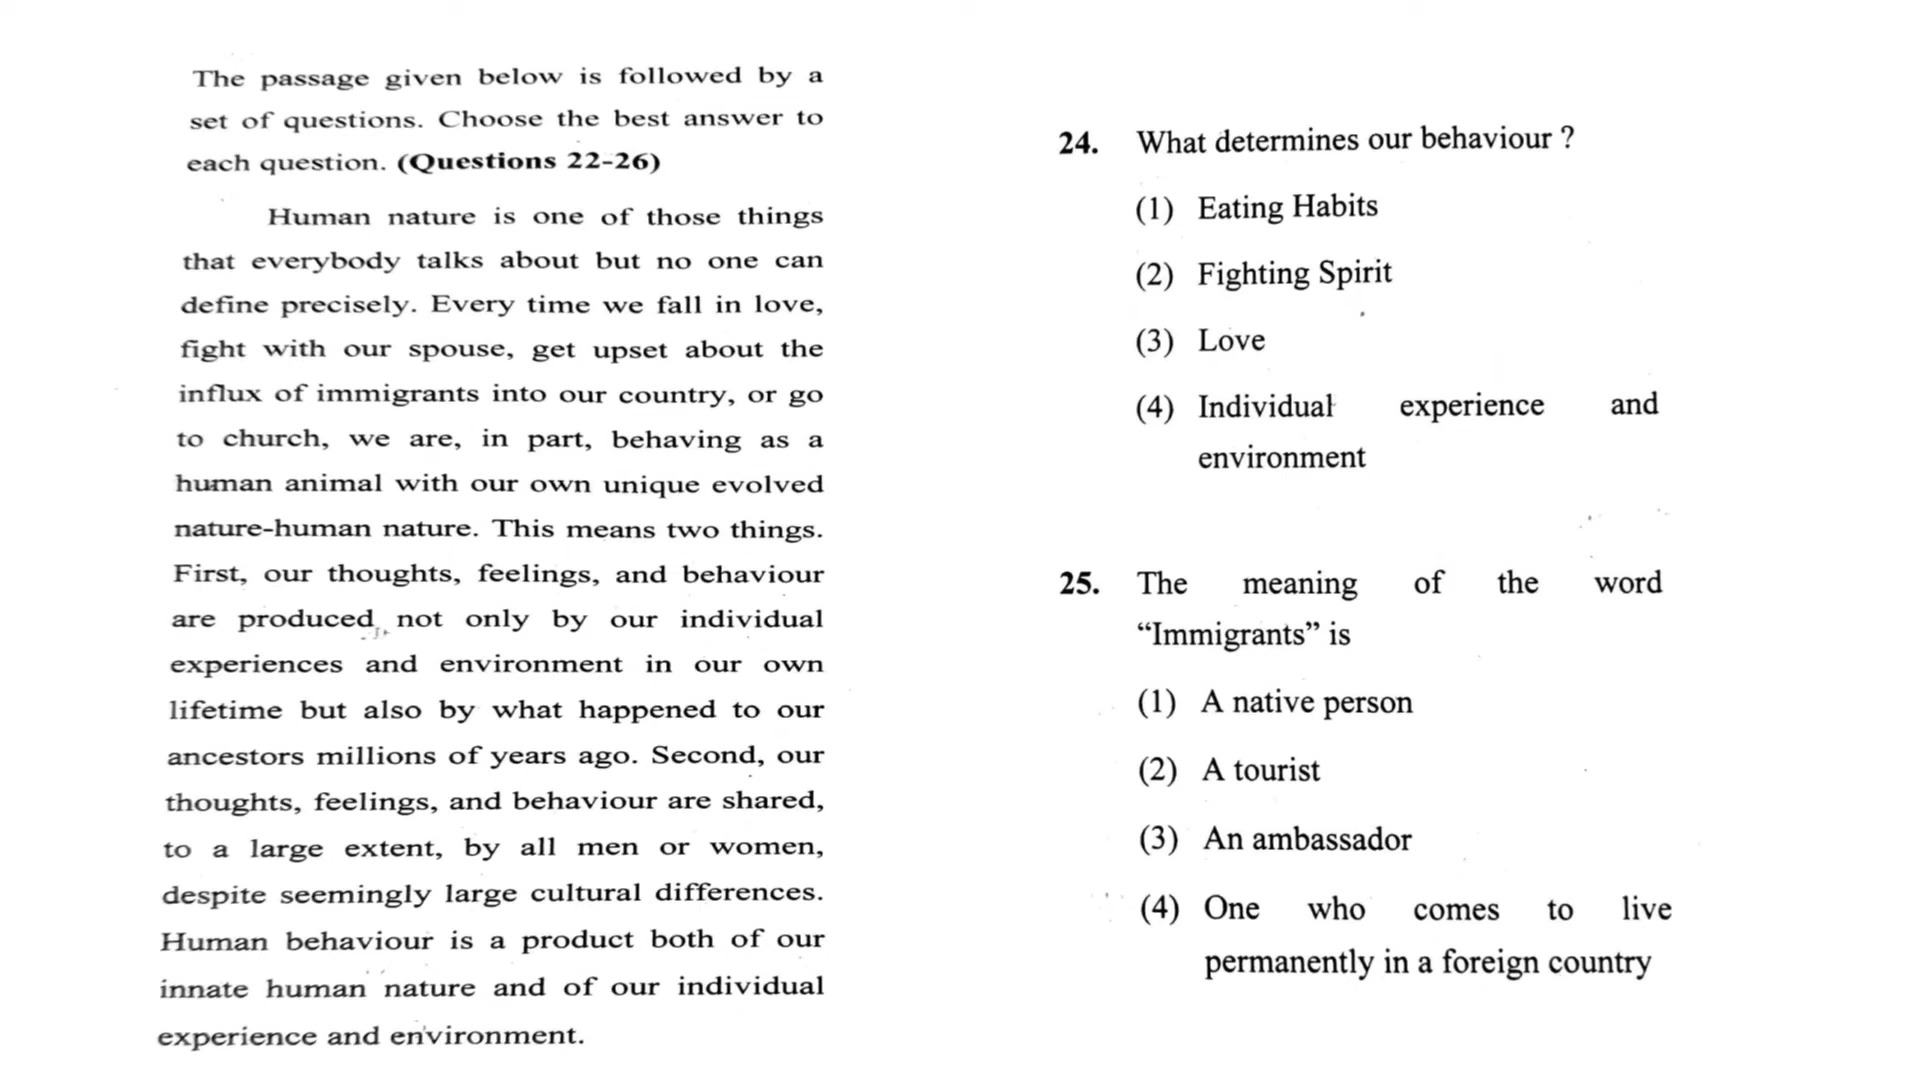 The passage given below is followed by a
set of questions. Choose the best answer to
each question. (Questions 22-26)
Human nature is one of those things
that everybody talks about but no one can
define precisely. Every time we fall in love,
fight with our spouse, get upset about the
influx of immigrants into our country, or go
to church, we are, in part, behaving as a
human animal with our own unique evolved
nature-human nature. This means two things.
First, our thoughts, feelings, and behaviour
are produced not only by our individual
experiences and environment in our own
lifetime but also by what happened to our
ancestors millions of years ago. Second, our
thoughts, feelings, and behaviour are shared,
to a large extent, by all men or women,
despite seemingly large cultural differences.
Human behaviour is a product both of our
innate human nature and of our individual
experience and environment.
24. What determines our behaviour ?
(1) Eating Habits
(2) Fighting Spirit
(3) Love
(4) Individual experience and
environment
25. The meaning of the word
“Immigrants” is
(1) A native person
(2) A tourist
(3) An ambassador
(4) One who comes to live
permanently in a foreign country